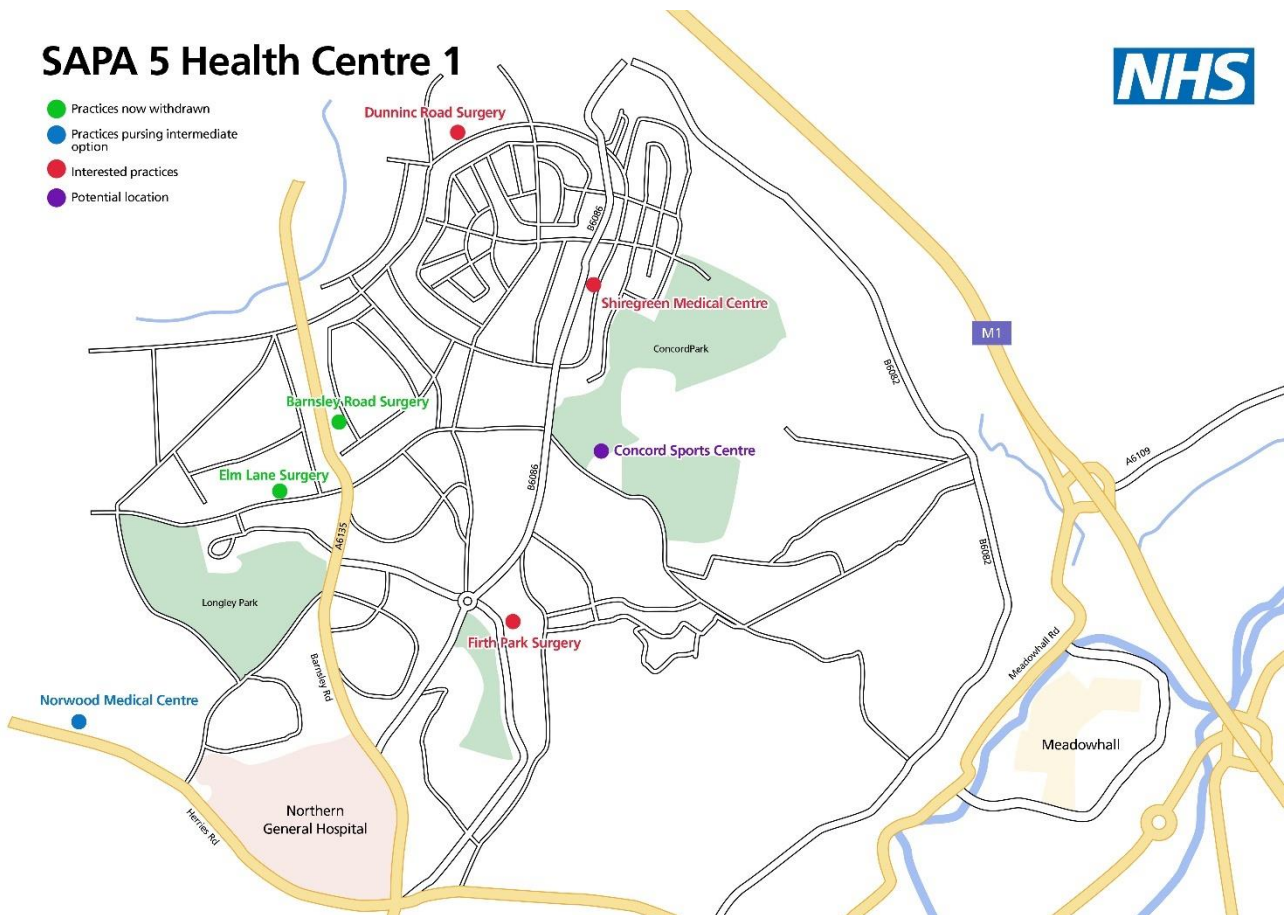 SAPA 5 Health Centre 1
NHS
Practices now withdrawn
Practices pursing intermediate
option
Interested practices
Potential location
Dunninc Road Surgery
B6086
Shiregreen Medical Centre
M1
ConcordPark
B6082
Barnsley Road Surgery
Concord Sports Centre
A6109
Elm Lane Surgery
B6086
A6135
B6082
Longley Park
Firth Park Surgery
Barnsley Rd
Meadowhall Rd
Norwood Medical Centre
Meadowhall
Northern
General Hospital
Herries Rd